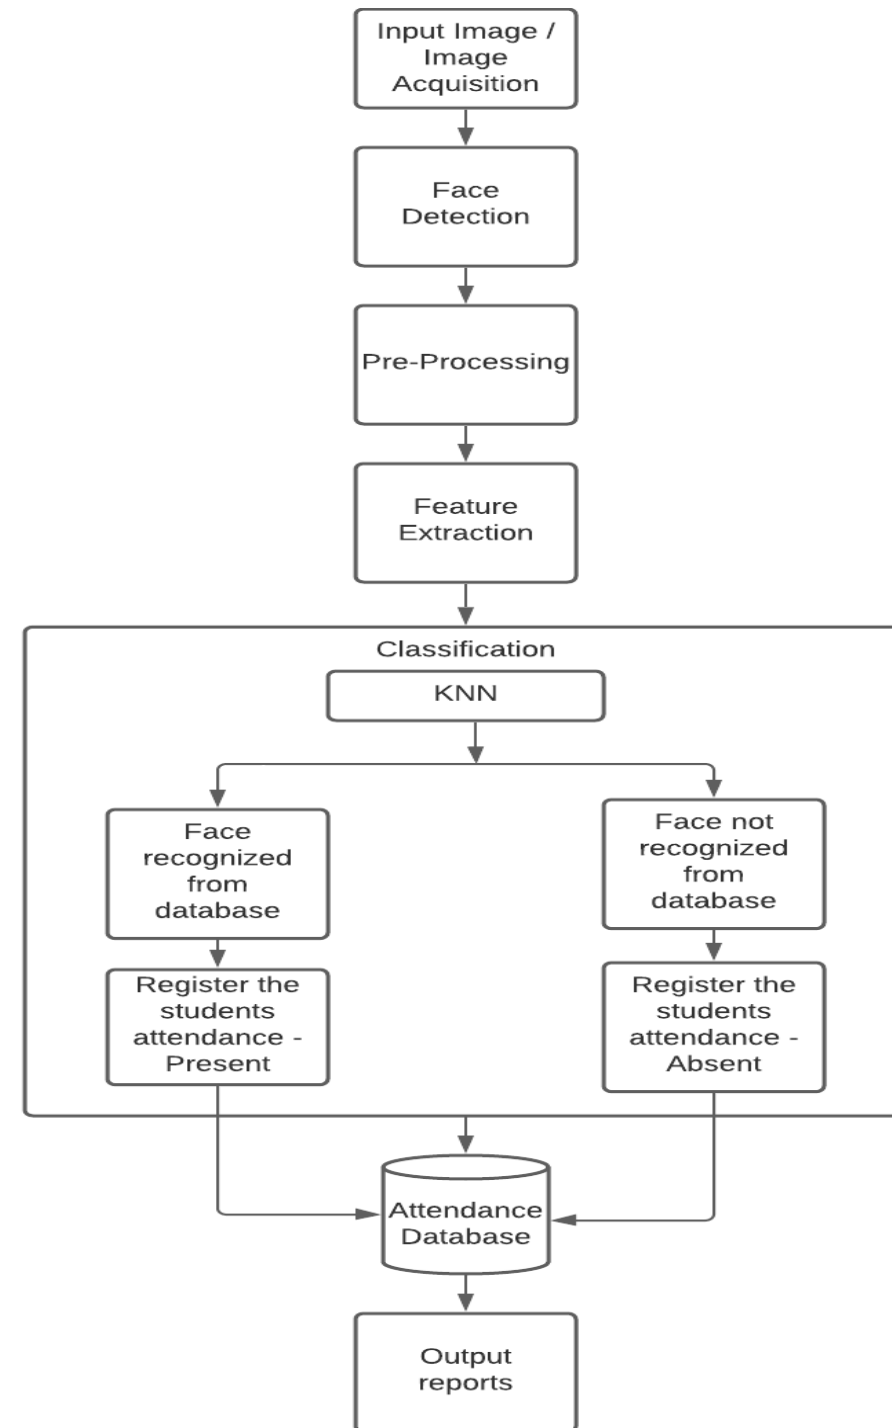 Input Image /
Image
Acquisition
Face
Detection
Pre-Processing
Feature
Extraction
Classification
KNN
Face
recognized
from
database
Face not
recognized
from
database
Register the
students
attendance -
Present
Register the
students
attendance -
Absent
Attendance
Database
Output
reports